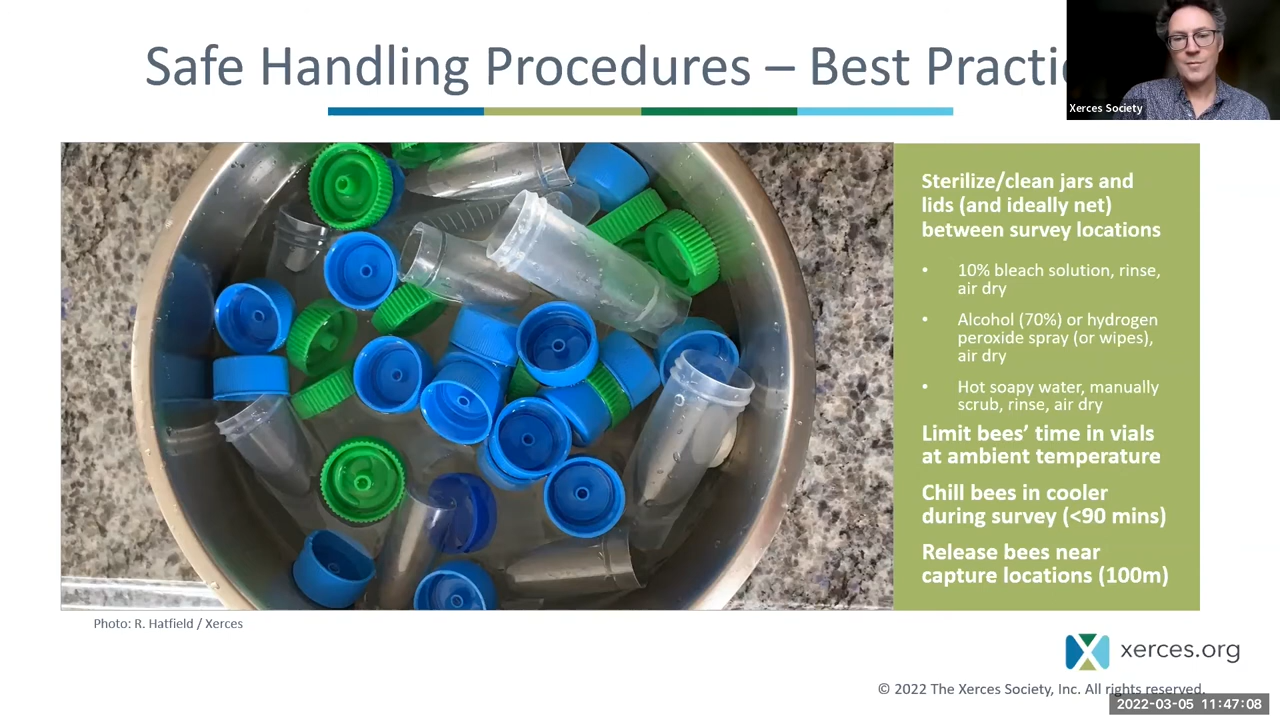 Safe Handling Procedures – Best
Xerces Society
Sterilize/clean jars and
lids (and ideally net)
between survey locations
• 10% bleach solution, rinse,
air dry
• Alcohol (70%) or hydrogen
peroxide spray (or wipes),
air dry
• Hot soapy water, manually
scrub, rinse, air dry
Limit bees’ time in vials
at ambient temperature
Chill bees in cooler
during survey (<90 mins)
Release bees near
capture locations (100m)
Photo: R. Hatfield / Xerces
xerces.org
© 2022 The Xerces Society, Inc. All rights reserved.
2022-03-05 11:47:08